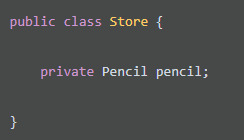 public class Store {
    private Pencil pencil;
}